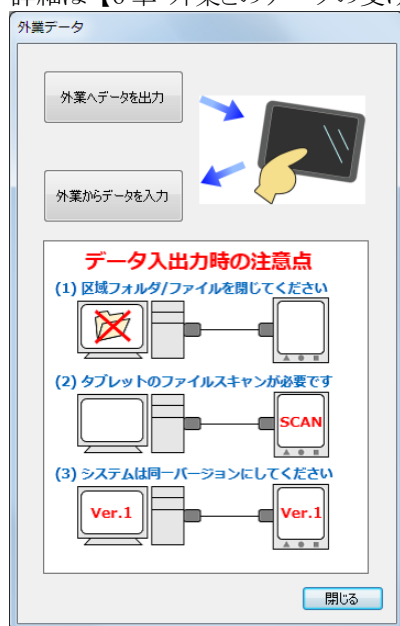 外業データ
外業へデータを出力
外業からデータを入力
データ入出力時の注意点
(1) 区域フォルダ/ファイルを閉じてください
(2) タブレットのファイルスキャンが必要です
SCAN
(3) システムは同一バージョンにしてください
Ver.1
Ver.1
閉じる